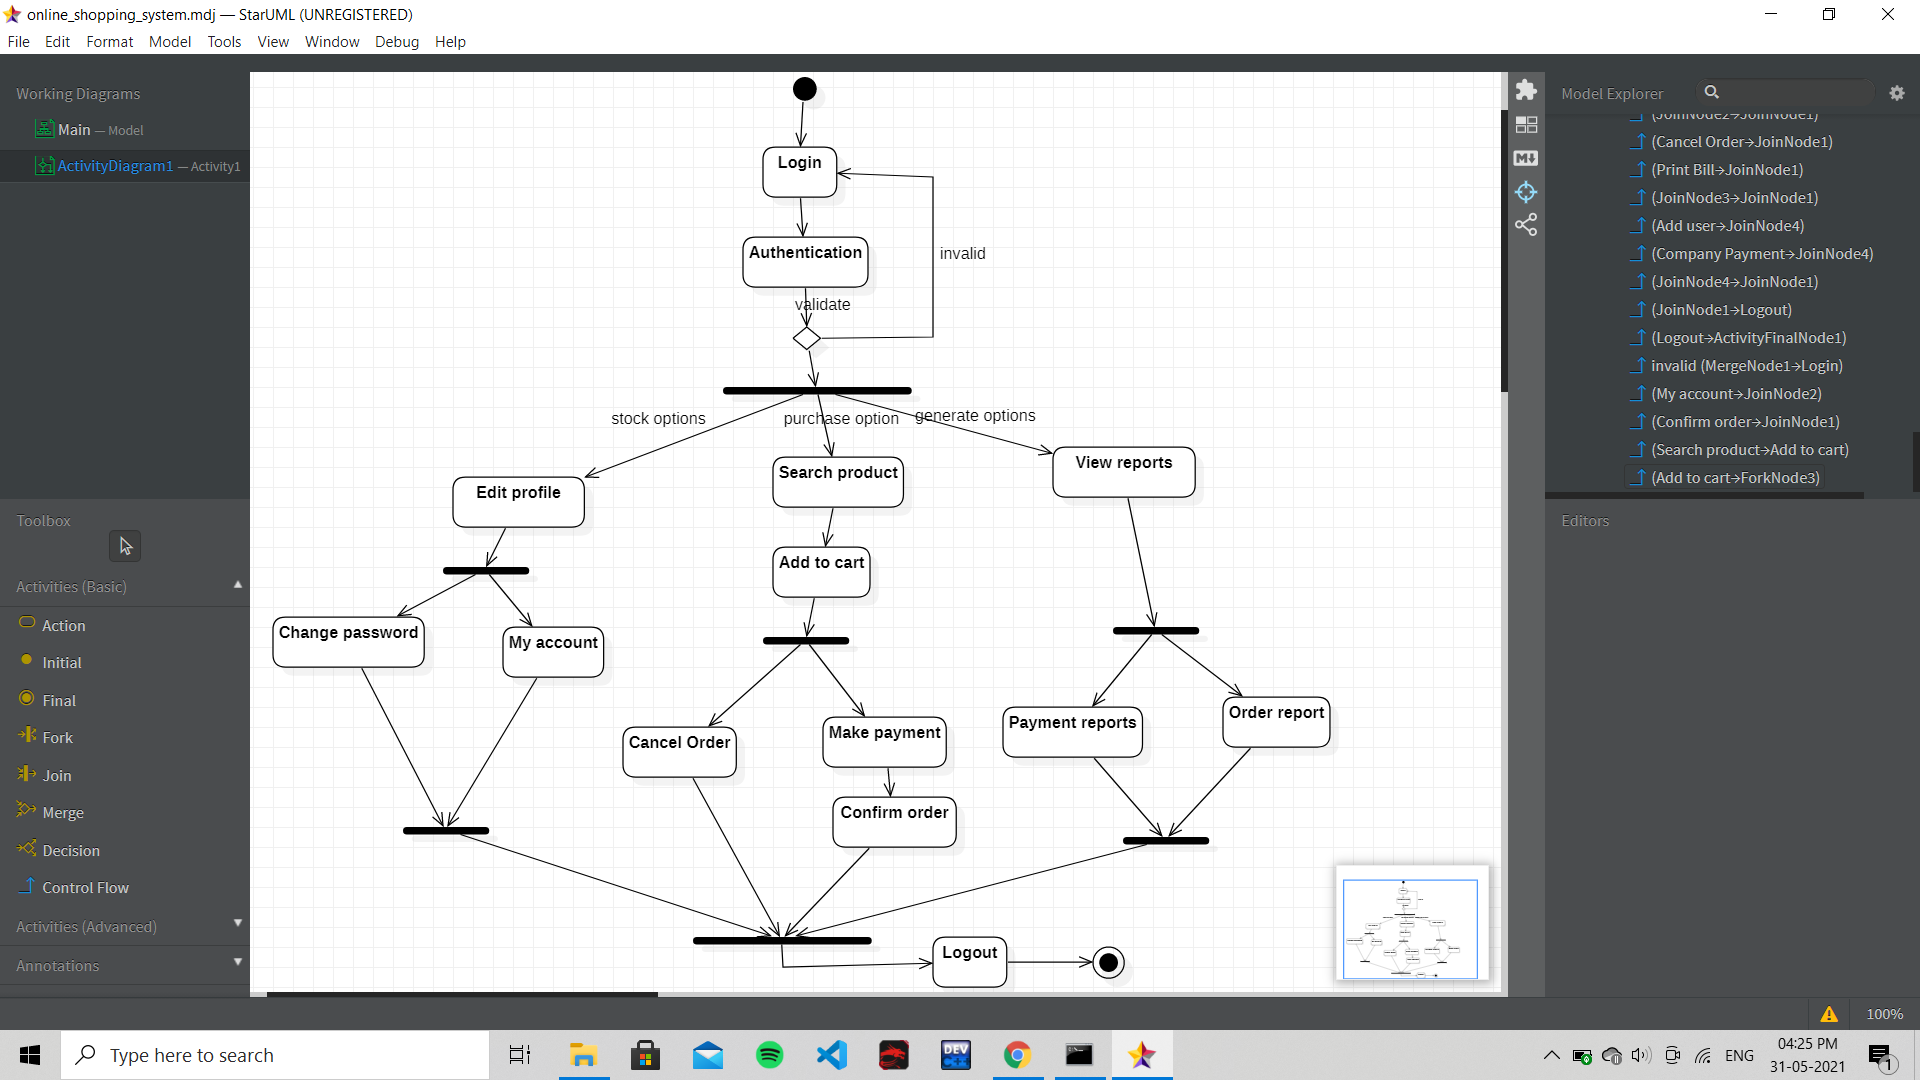 online_shopping_system.mdj — StarUML (UNREGISTERED)
File Edit Format Model Tools View Window Debug Help
Working Diagrams
Main — Model
ActivityDiagram1 — Activity1
Toolbox
Activities (Basic)
Action
Initial
Final
Fork
Join
Merge
Decision
Control Flow
Activities (Advanced)
Annotations
Login
Authentication
invalid
validate
stock options
purchase option
generate options
Edit profile
Search product
View reports
Add to cart
Change password
My account
Cancel Order
Make payment
Payment reports
Order report
Confirm order
Logout
Model Explorer
(JoinNode2→JoinNode1)
(Cancel Order→JoinNode1)
(Print Bill→JoinNode1)
(JoinNode3→JoinNode1)
(Add user→JoinNode4)
(Company Payment→JoinNode4)
(JoinNode4→JoinNode1)
(JoinNode1→Logout)
(Logout→ActivityFinalNode1)
invalid (MergeNode1→Login)
(My account→JoinNode2)
(Confirm order→JoinNode1)
(Search product→Add to cart)
(Add to cart→ForkNode3)
Editors
100%
Type here to search
DEV
C++
ENG
04:25 PM
31-05-2021
1